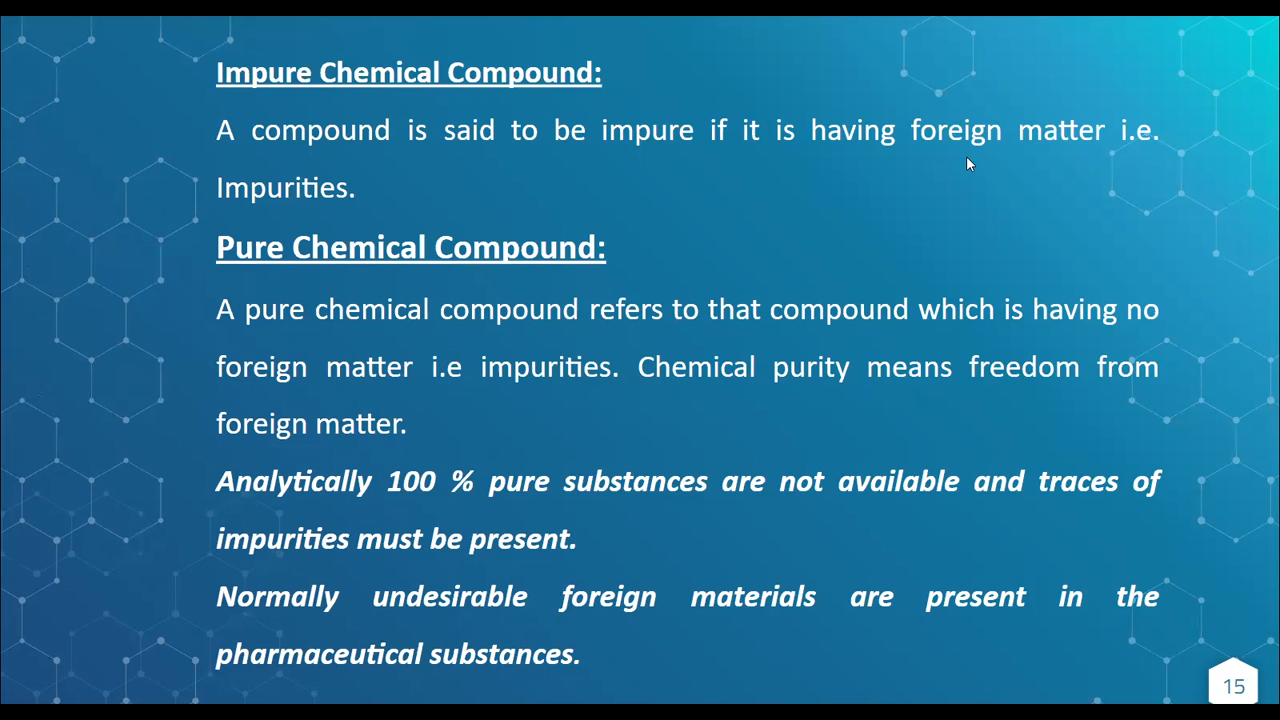 Impure Chemical Compound:
A compound is said to be impure if it is having foreign matter i.e.
Impurities.
Pure Chemical Compound:
A pure chemical compound refers to that compound which is having no
foreign matter i.e impurities. Chemical purity means freedom from
foreign matter.
Analytically 100 % pure substances are not available and traces of
impurities must be present.
Normally undesirable foreign materials are present in the
pharmaceutical substances.
15